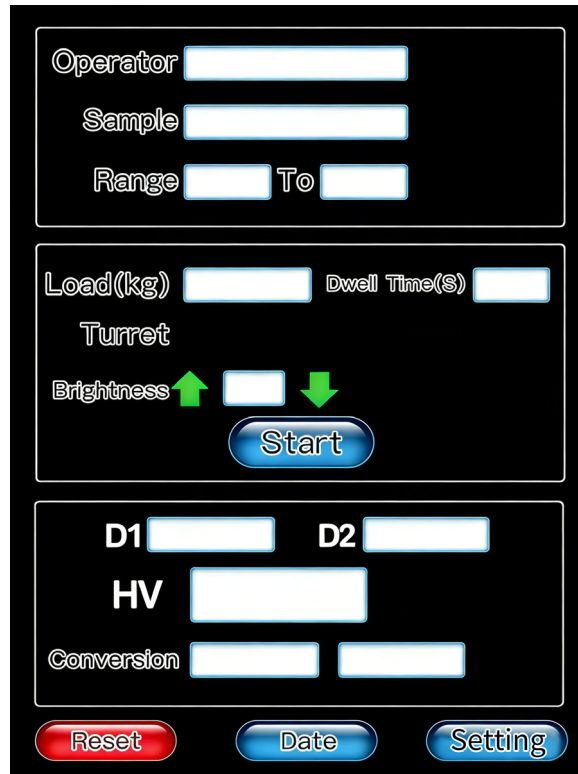 Operator
Sample
Range To
Load(kg) Dwell Time(S)
Turret
Brightness
Start
D1 D2
HV
Conversion
Reset Date Setting